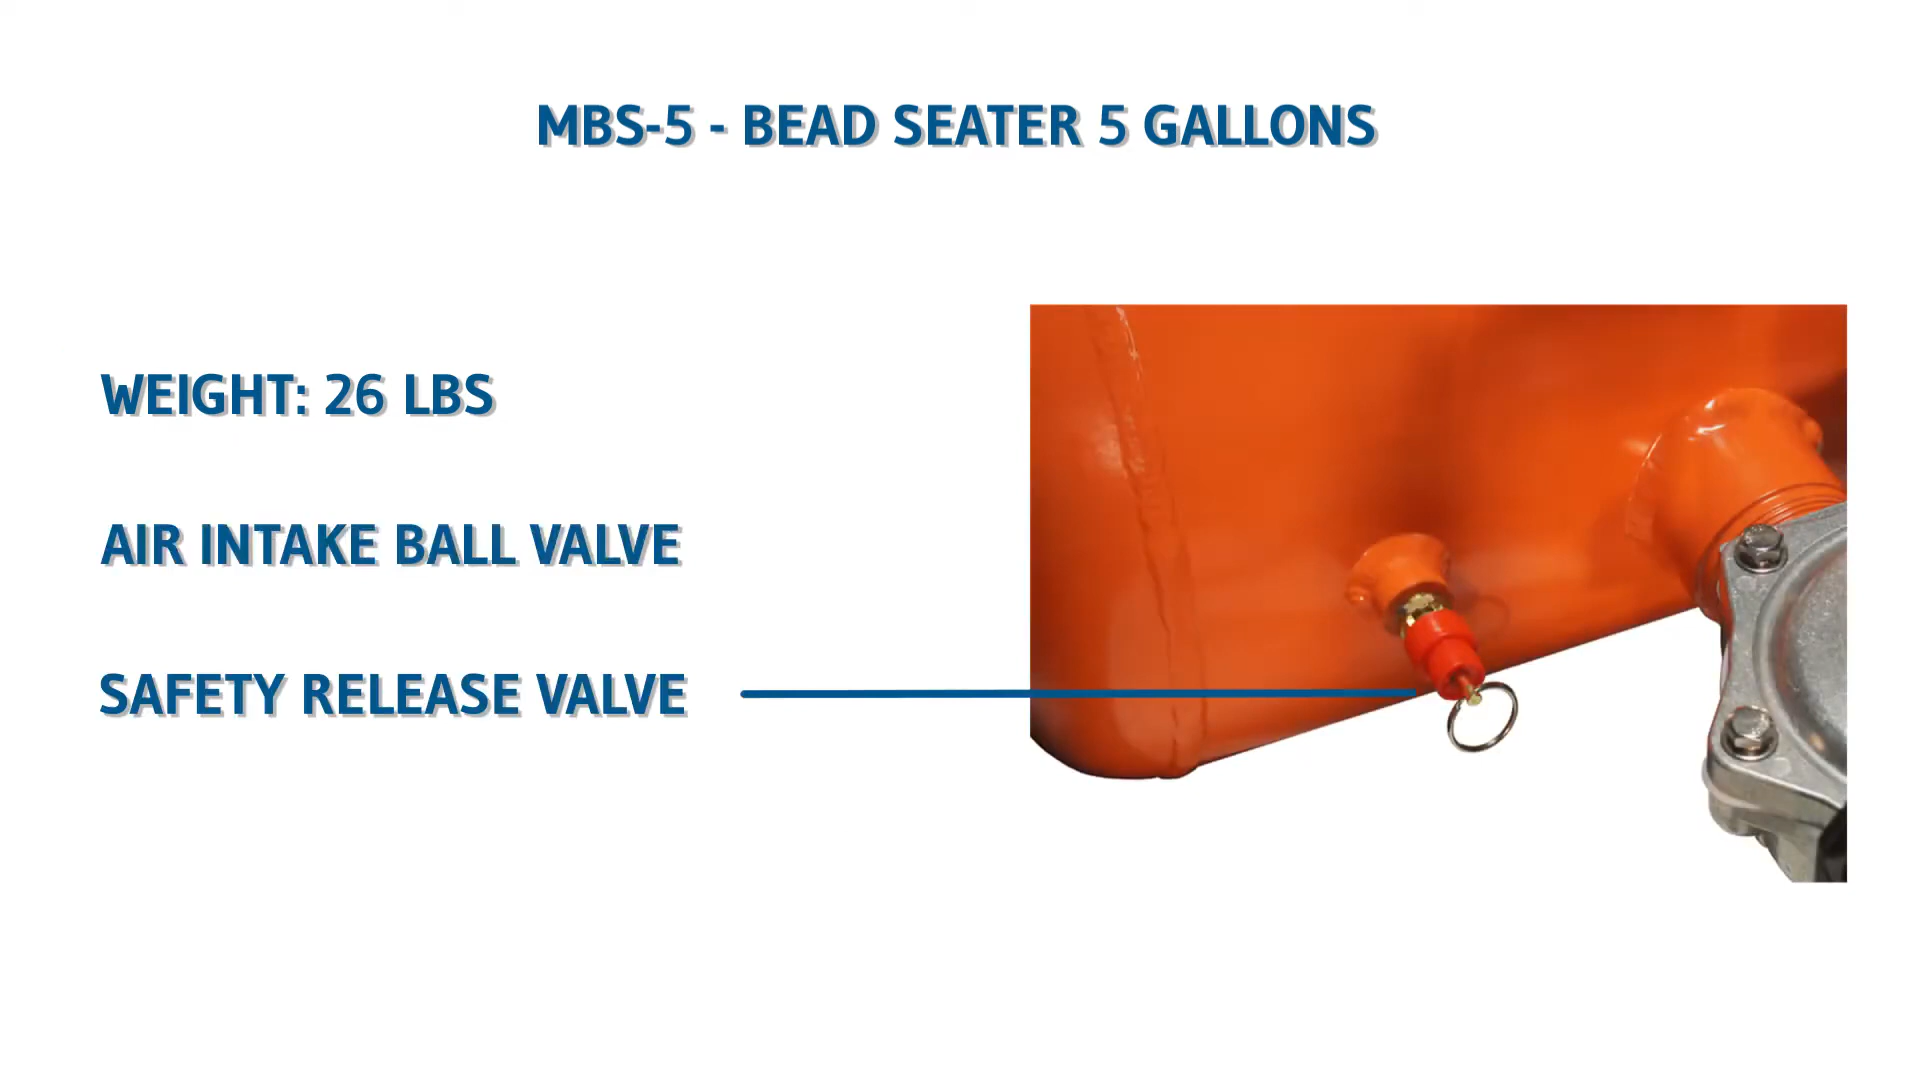 MBS-5 - BEAD SEATER 5 GALLONS
WEIGHT: 26 LBS
AIR INTAKE BALL VALVE
SAFETY RELEASE VALVE